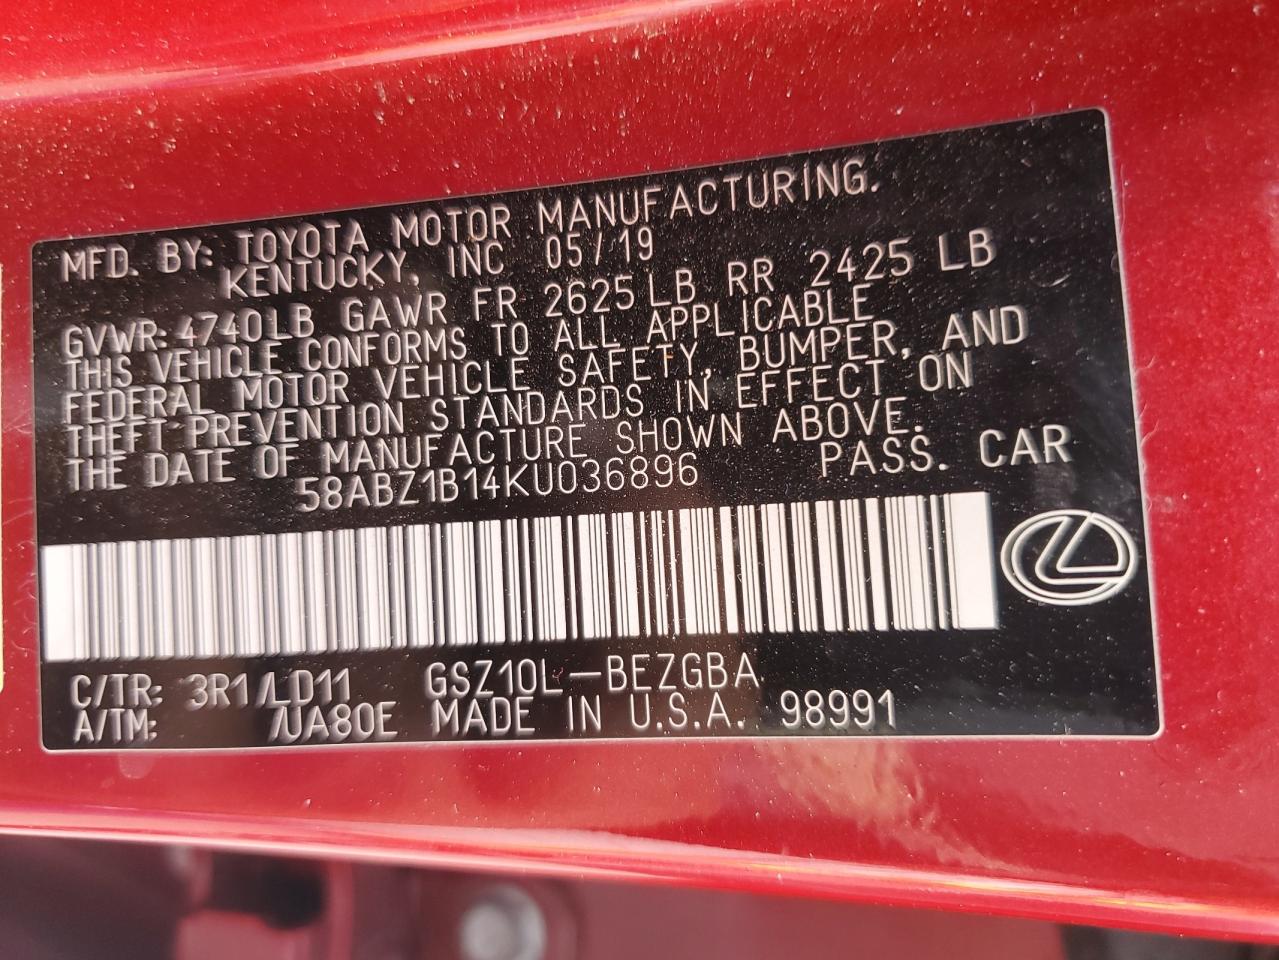 MFD. BY: TOYOTA MOTOR MANUFACTURING.
KENTUCKY, INC 05/19
GVWR: 4740LB GAWR FR 2625 LB RR 2425 LB
THIS VEHICLE CONFORMS TO ALL APPLICABLE
FEDERAL MOTOR VEHICLE SAFETY, BUMPER, AND
THEFT PREVENTION STANDARDS IN EFFECT ON
THE DATE OF MANUFACTURE SHOWN ABOVE.
58ABZ1B14KU036896 PASS. CAR
C/TR: 3R1/LD11 GSZ10L-BEZGBA
A/TM: /UA80E MADE IN U.S.A. 98991